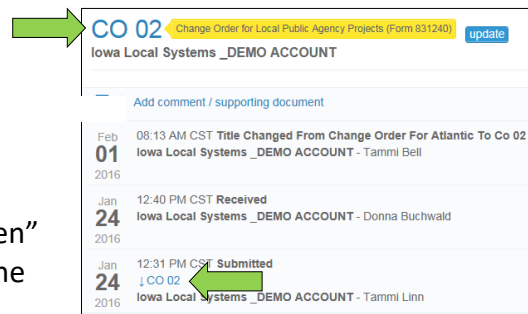 CO 02 Change Order for Local Public Agency Projects (Form 831240) update
Iowa Local Systems _DEMO ACCOUNT
Add comment / supporting document
Feb 01 2016
08:13 AM CST Title Changed From Change Order For Atlantic To Co 02
Iowa Local Systems _DEMO ACCOUNT - Tammi Bell
Jan 24 2016
12:40 PM CST Received
Iowa Local Systems _DEMO ACCOUNT - Donna Buchwald
en"
ne
Jan 24 2016
12:31 PM CST Submitted
↓CO 02
Iowa Local Systems _DEMO ACCOUNT - Tammi Linn